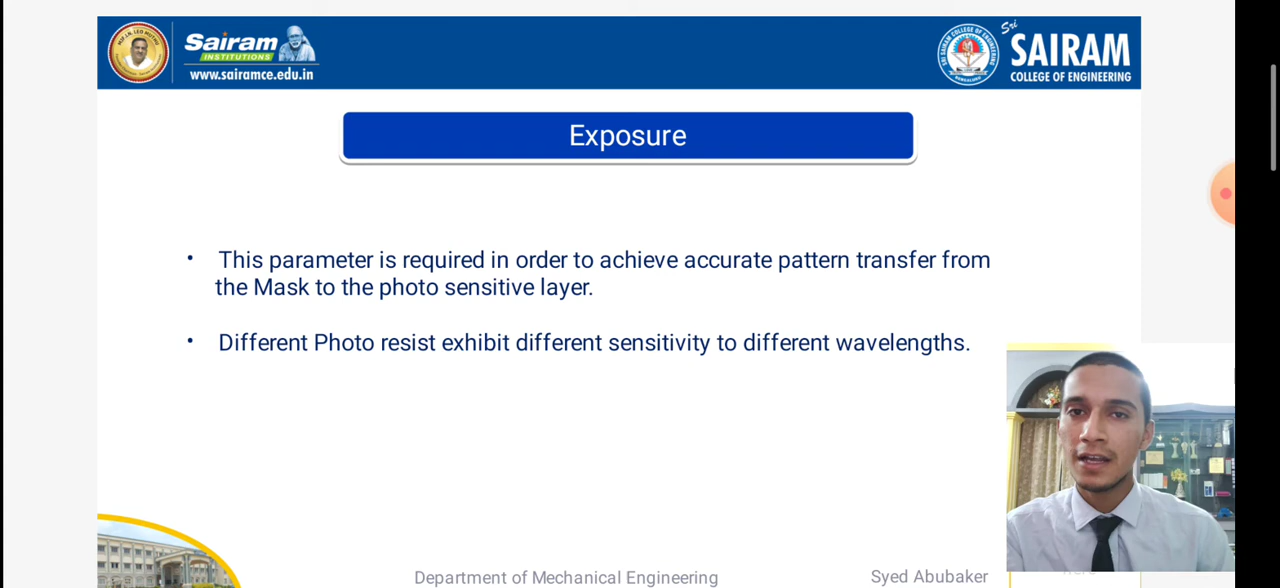 Sairam
INSTITUTIONS
www.sairamce.edu.in
Sri
SAIRAM
COLLEGE OF ENGINEERING
Exposure
• This parameter is required in order to achieve accurate pattern transfer from
the Mask to the photo sensitive layer.
• Different Photo resist exhibit different sensitivity to different wavelengths.
Department of Mechanical Engineering
Syed Abubaker